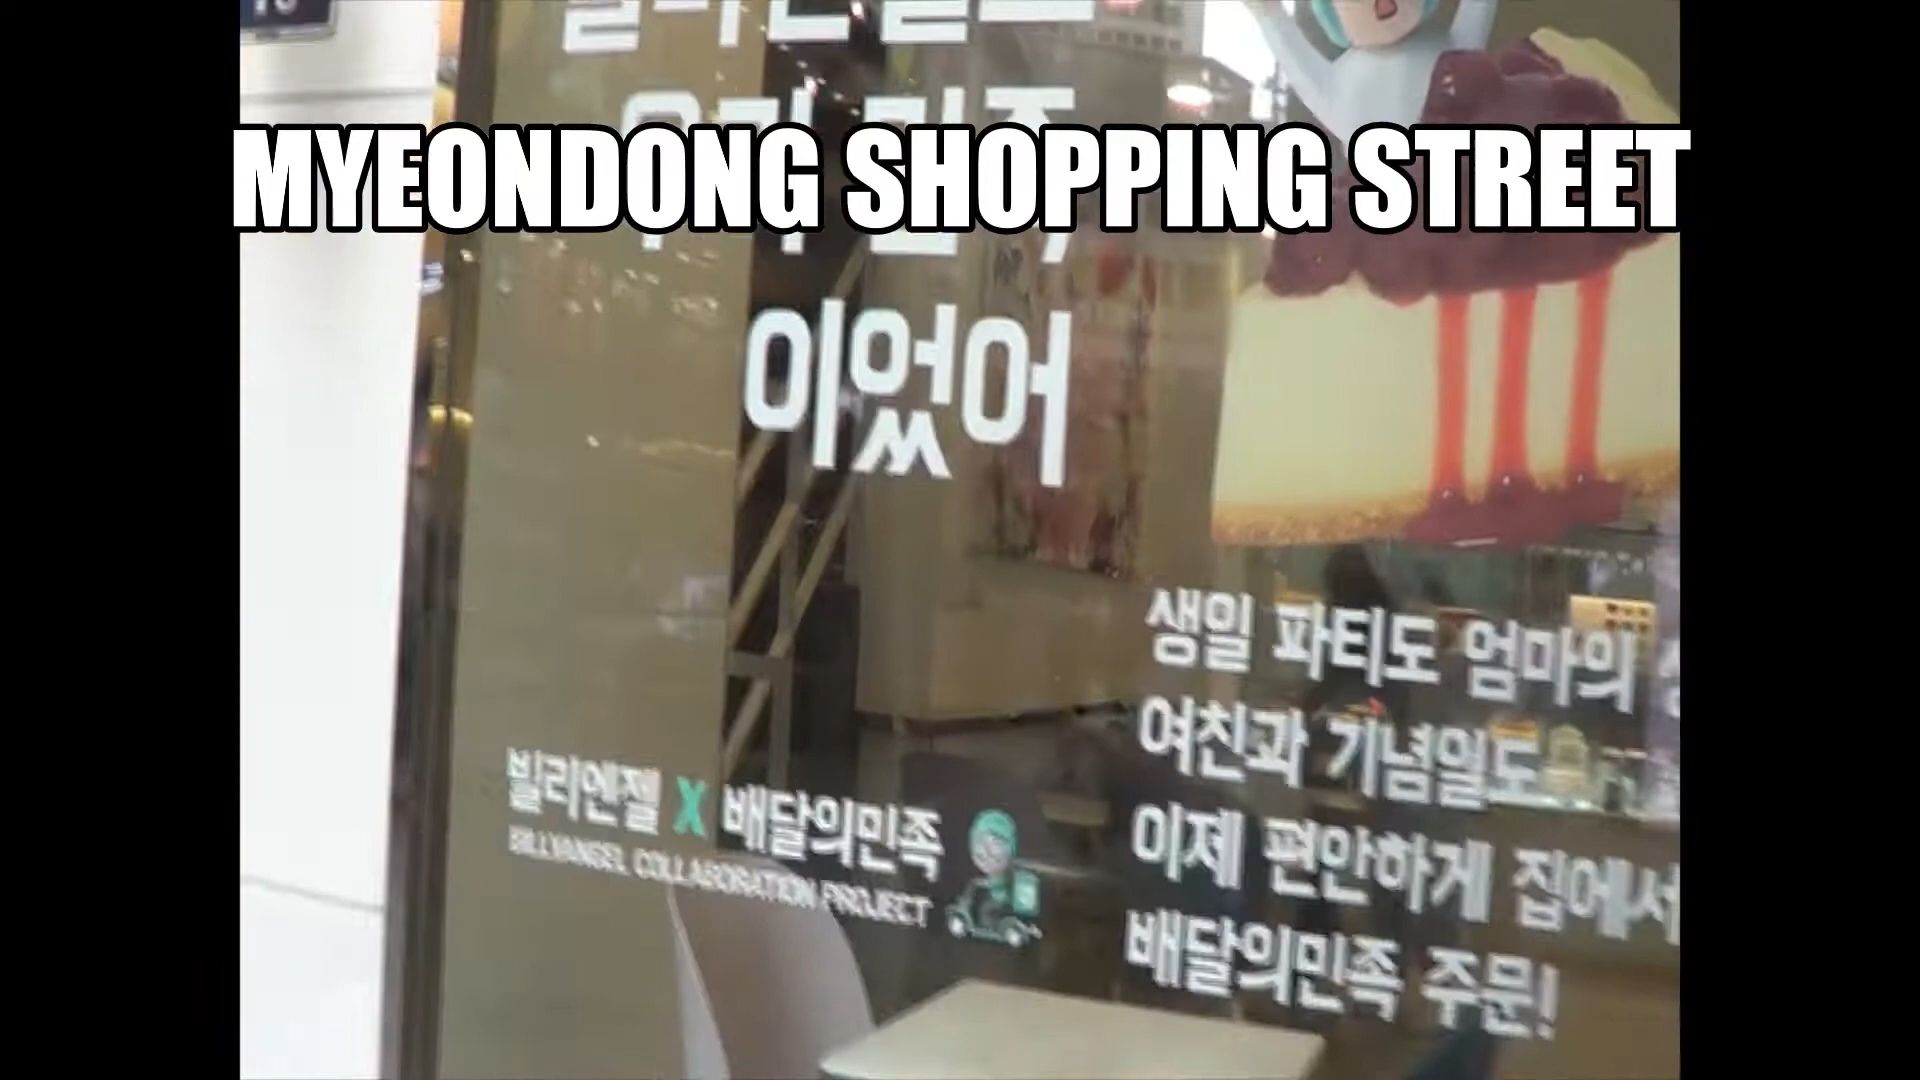 MYEONDONG SHOPPING STREET
이었어
생일 파티도 엄마의
여친과 기념일도
이제 편안하게 집에서
배달의민족 주문!
빌리엔젤 X 배달의민족
BILLYANGEL COLLABORATION PROJECT